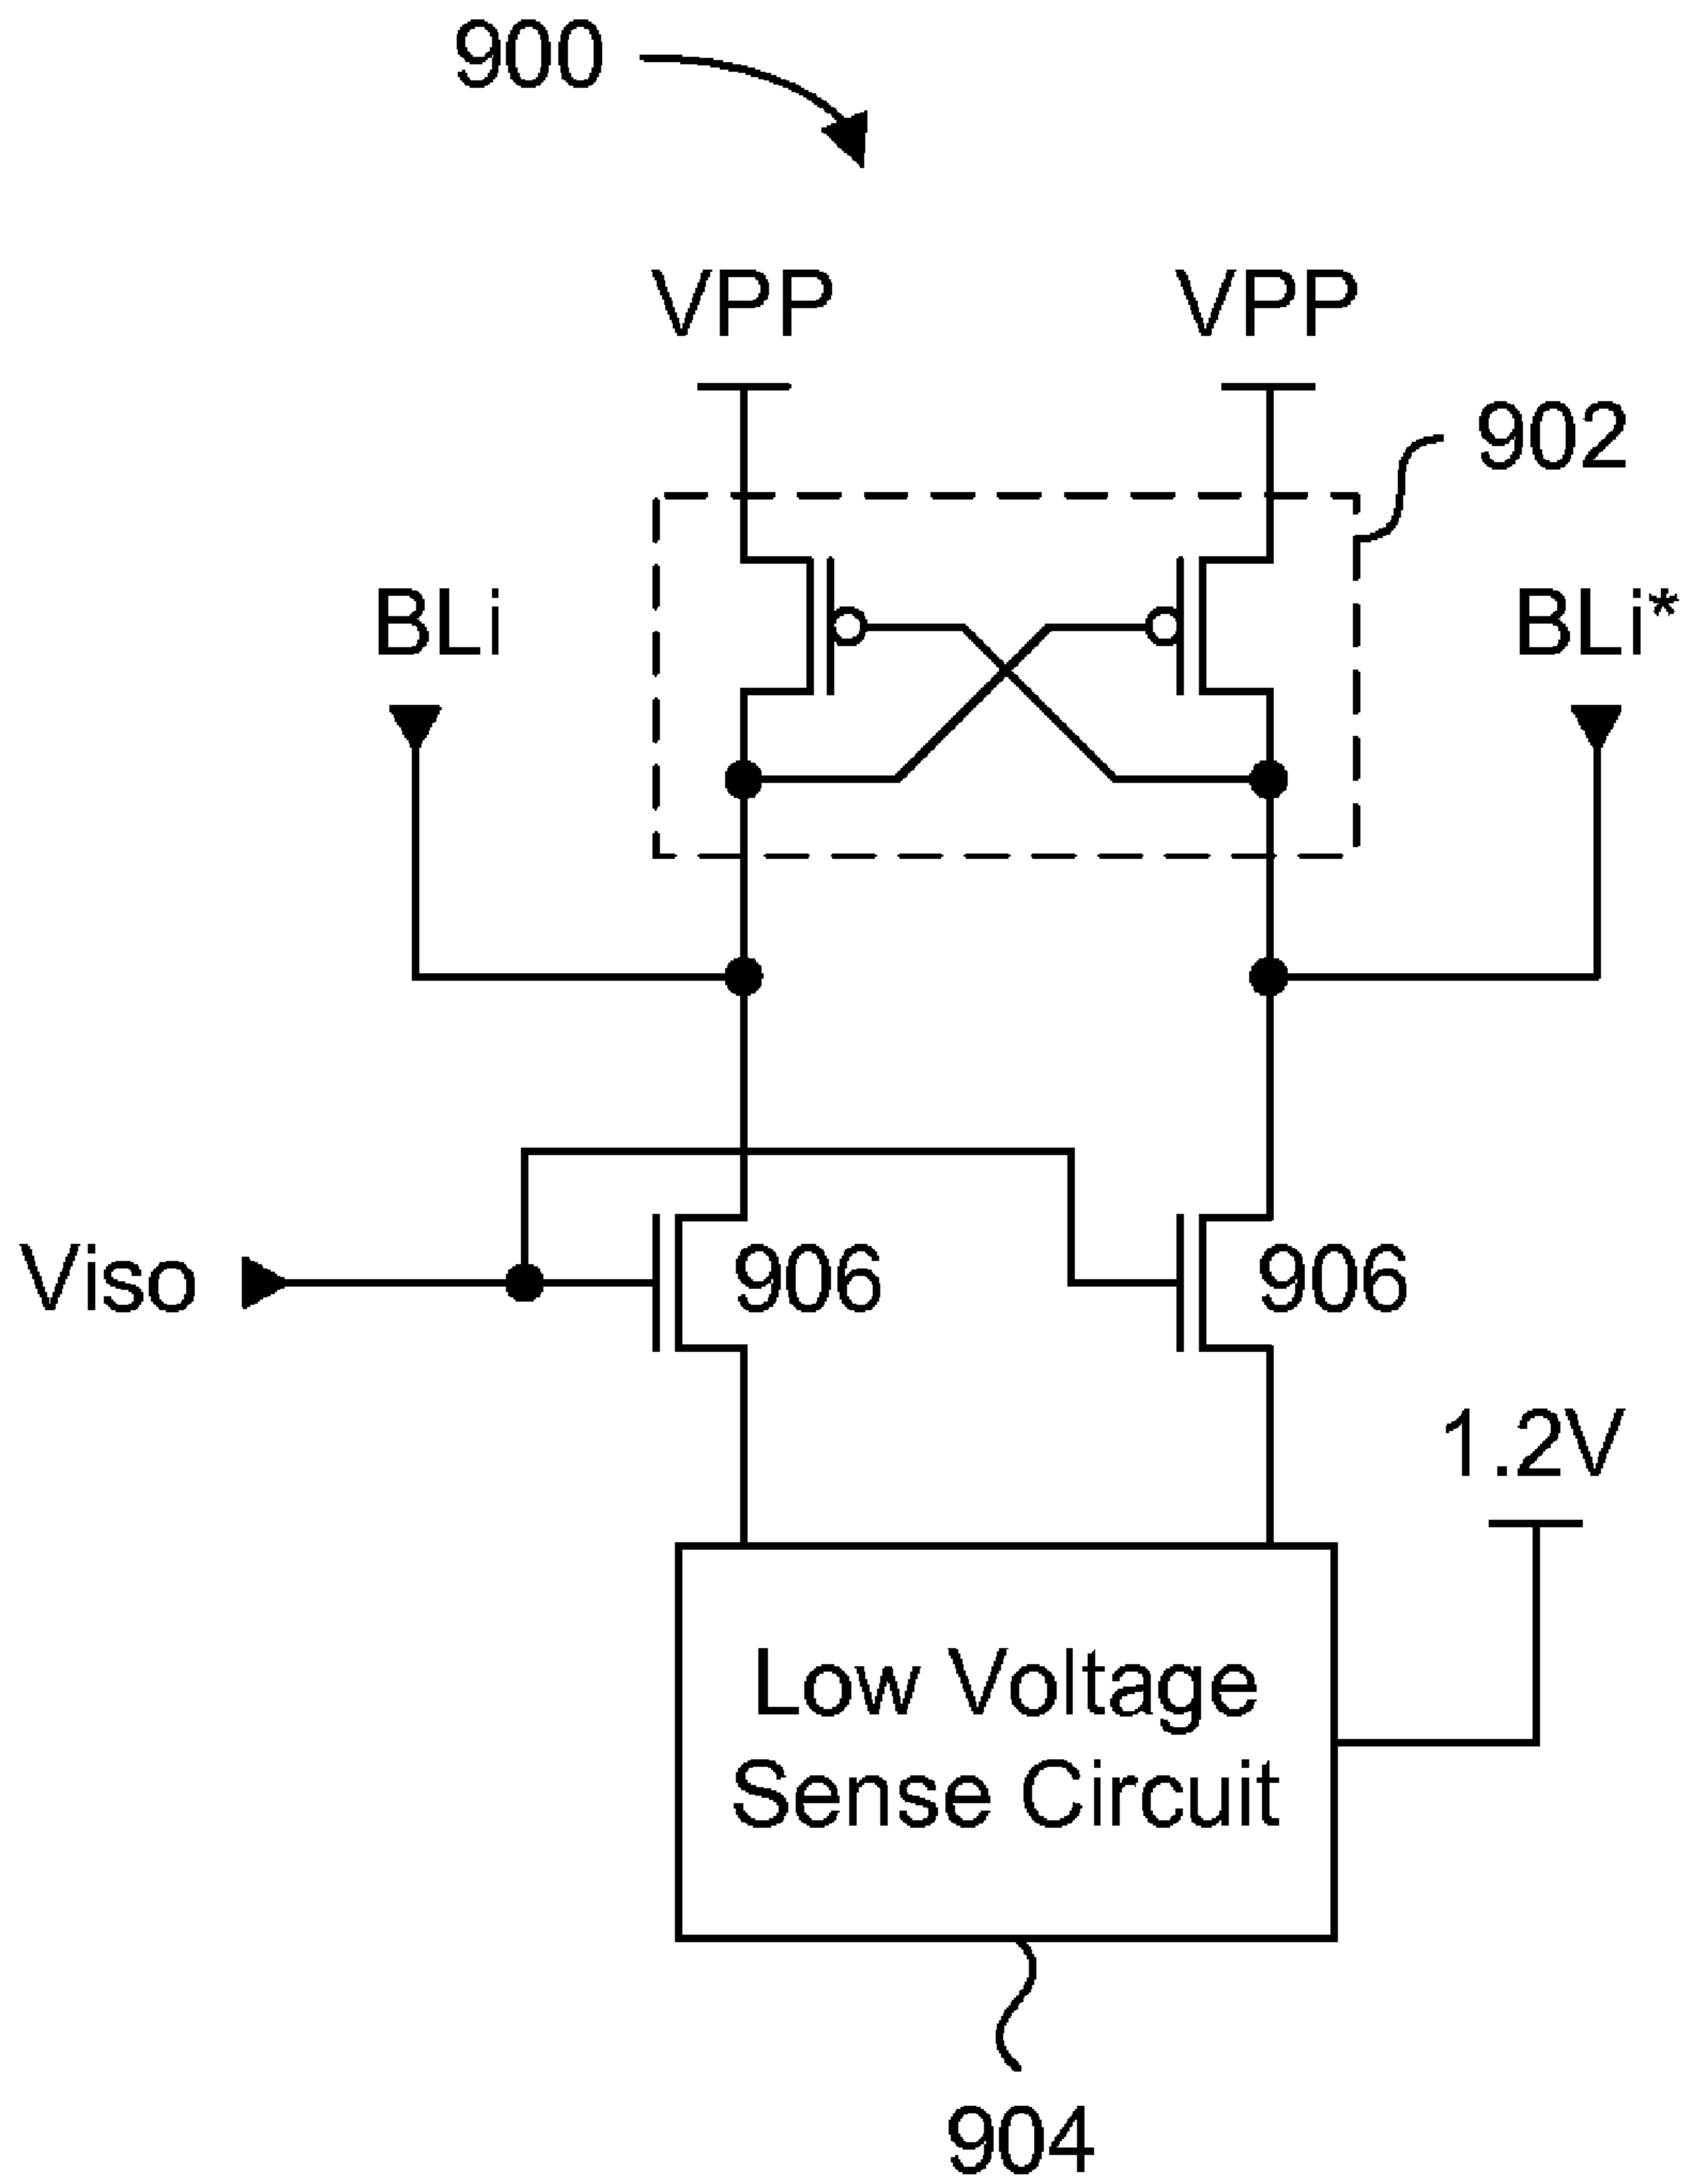 900
VPP VPP
902
BLi BLi*
Viso 906 906
1.2V
Low Voltage
Sense Circuit
904